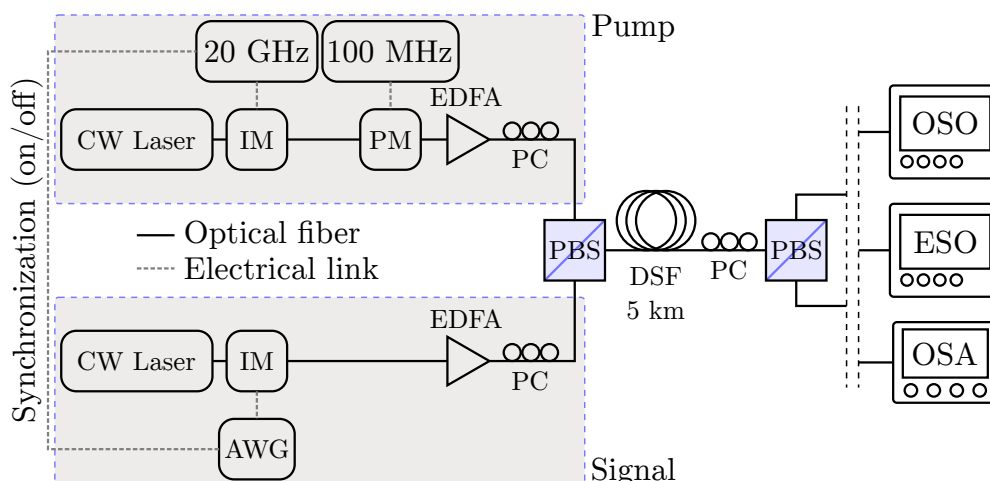 Pump
20 GHz
100 MHz
EDFA
CW Laser
IM
PM
PC
OSO
Synchronization (on/off)
Optical fiber
Electrical link
PBS
DSF
5 km
PC
PBS
ESO
EDFA
CW Laser
IM
PC
OSA
AWG
Signal